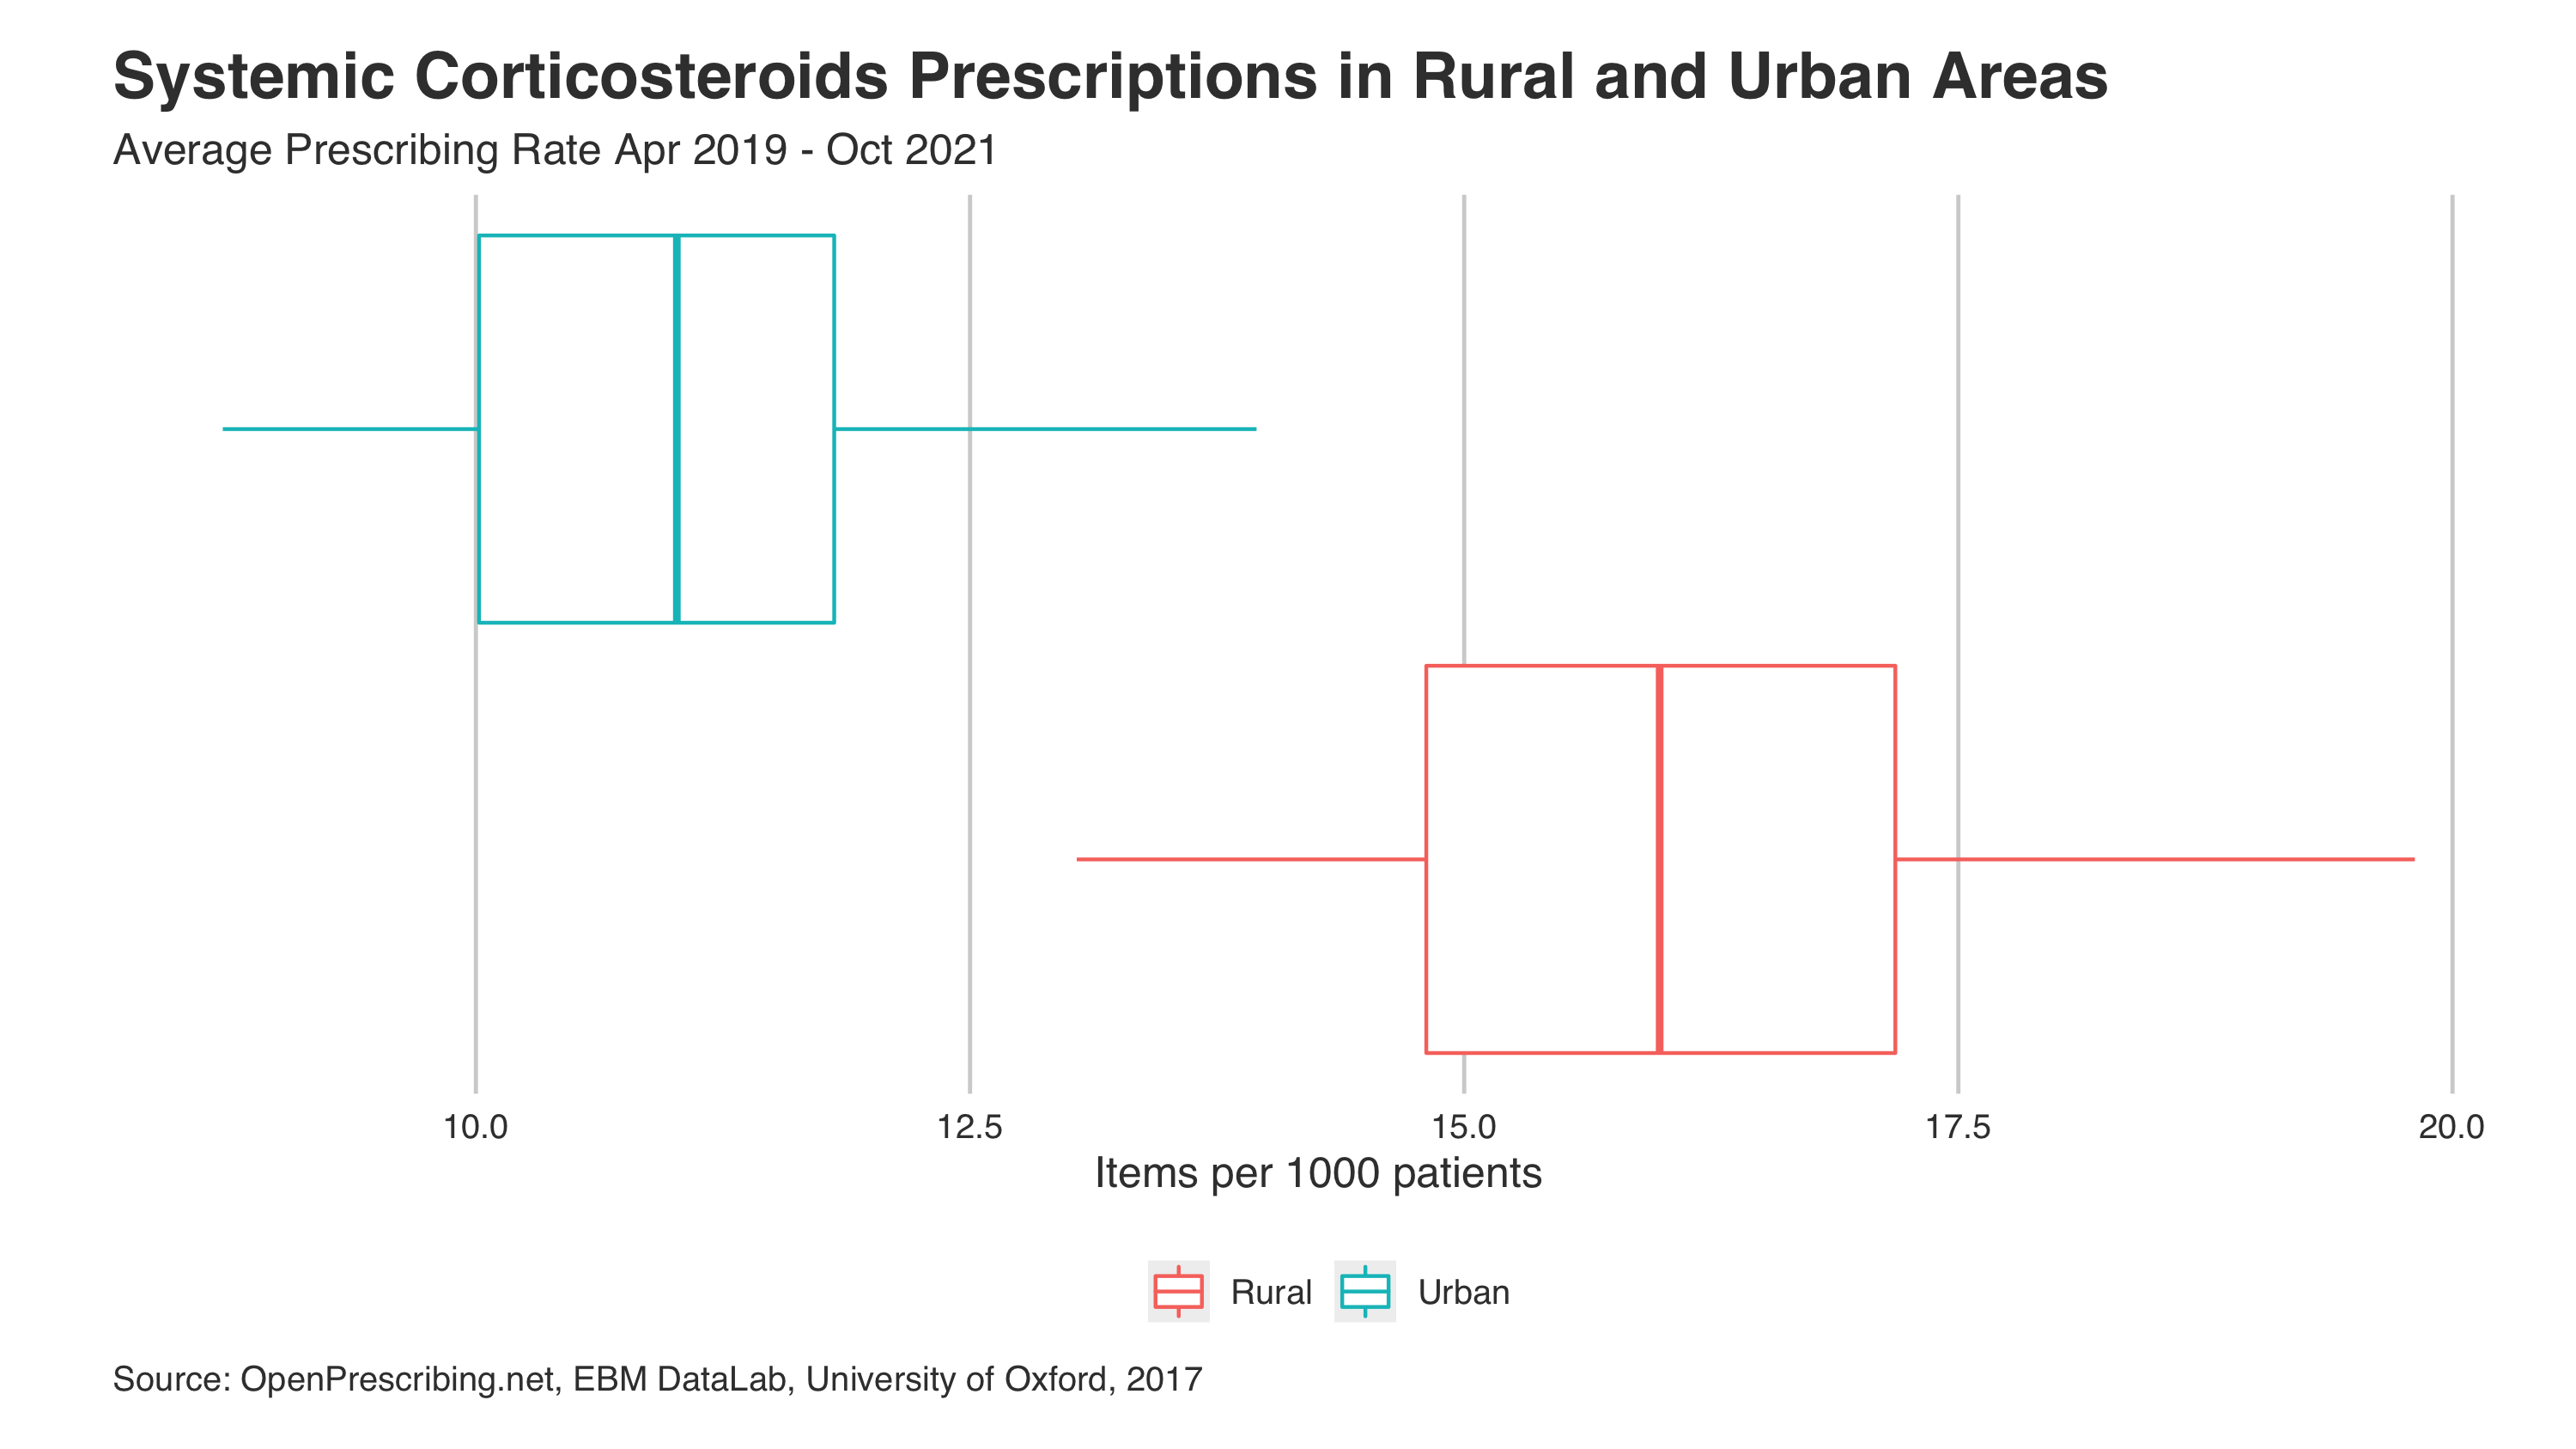 Systemic Corticosteroids Prescriptions in Rural and Urban Areas
Average Prescribing Rate Apr 2019 - Oct 2021
10.0 12.5 15.0 17.5 20.0
Items per 1000 patients
Rural Urban
Source: OpenPrescribing.net, EBM DataLab, University of Oxford, 2017